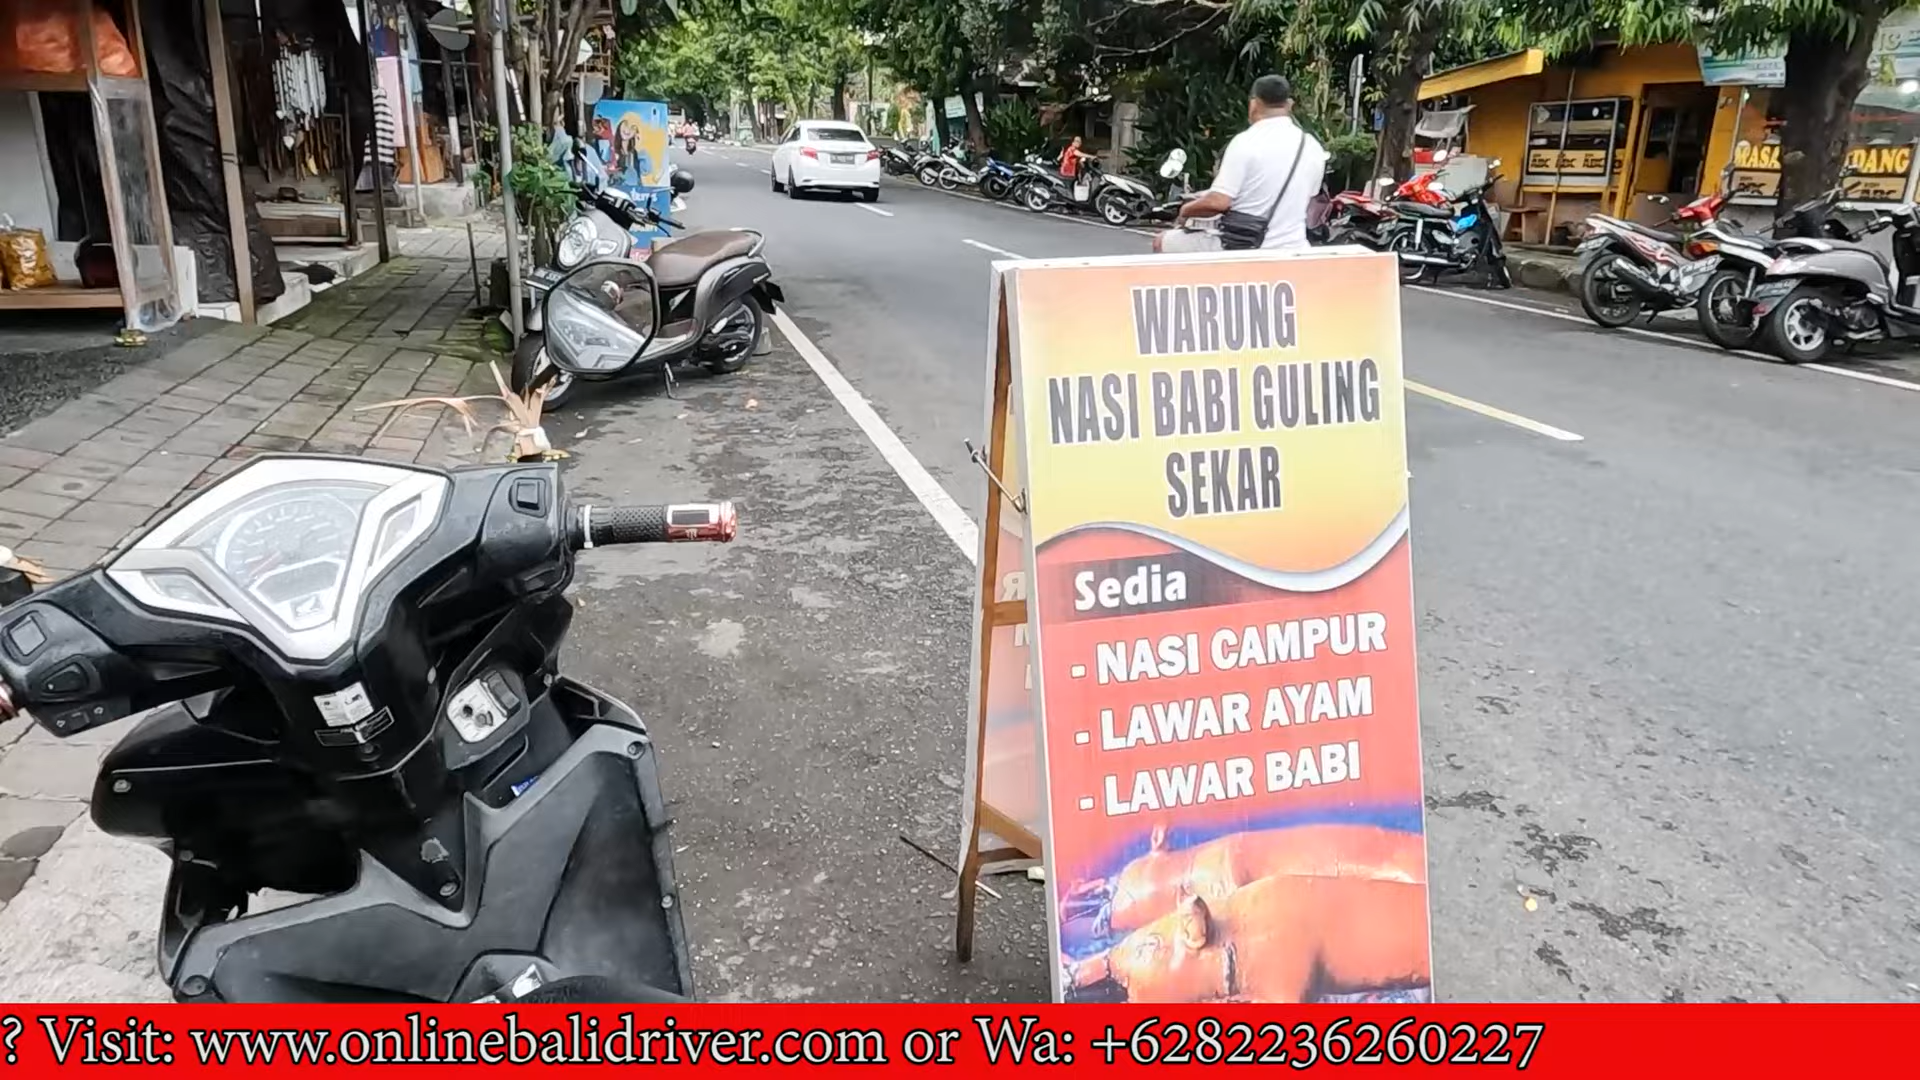 WARUNG
NASI BABI GULING
SEKAR
Sedia
- NASI CAMPUR
- LAWAR AYAM
- LAWAR BABI
? Visit: www.onlinebalidriver.com or Wa: +6282236260227